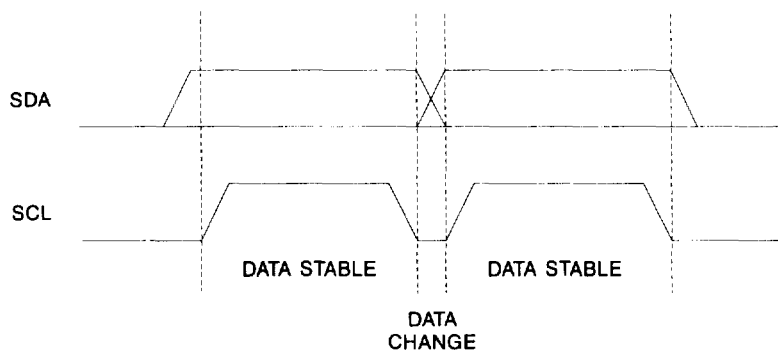 SDA
SCL
DATA STABLE
DATA STABLE
DATA
CHANGE